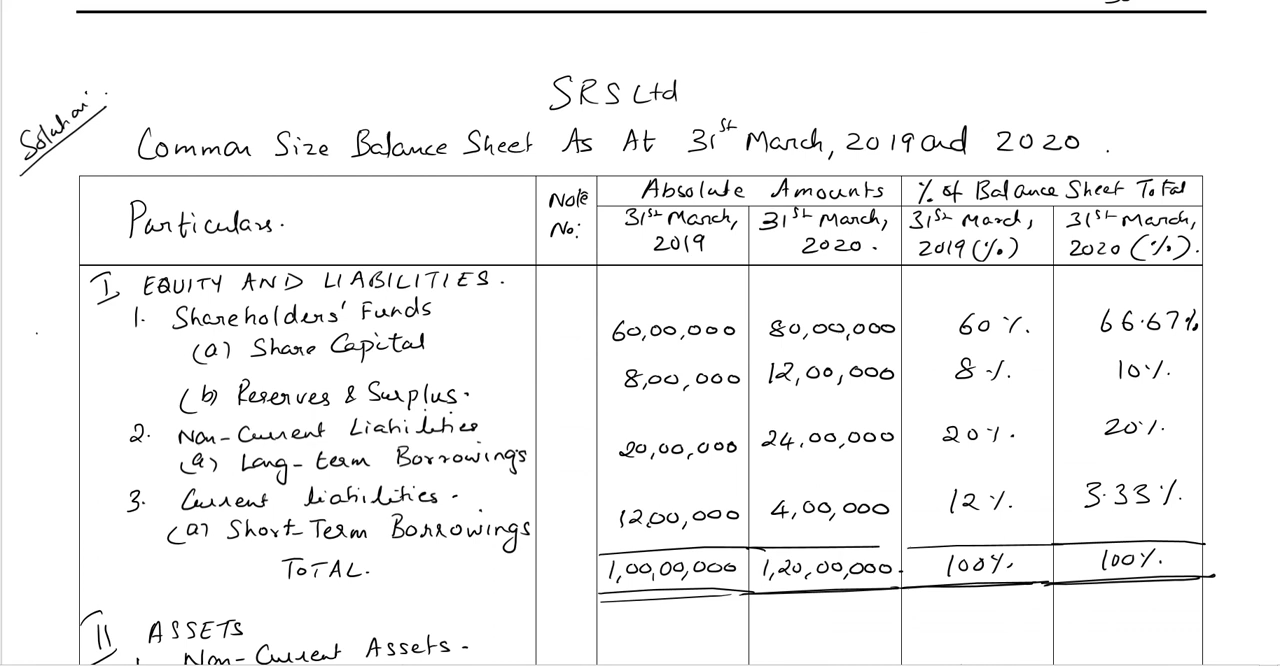 Solution:
SRS Ltd
Common Size Balance Sheet As At 31st March, 2019 and 2020.
Particulars. Note No: Absolute Amounts % of Balance Sheet Total
31st March, 2019 31st March, 2020. 31st March, 2019 (%) 31st March, 2020 (%).
I EQUITY AND LIABILITIES.
1. Shareholders' Funds
(a) Share Capital 60,00,000 80,00,000 60%. 66.67%
(b) Reserves & Surplus. 8,00,000 12,00,000 8%. 10%.
2. Non-Current Liabilities
(a) Long-term Borrowings 20,00,000 24,00,000 20%. 20%.
3. Current liabilities.
(a) Short-Term Borrowings 12,00,000 4,00,000 12%. 3.33%.
TOTAL. 1,00,00,000 1,20,00,000. 100%. 100%.
II ASSETS
1. Non-Current Assets.